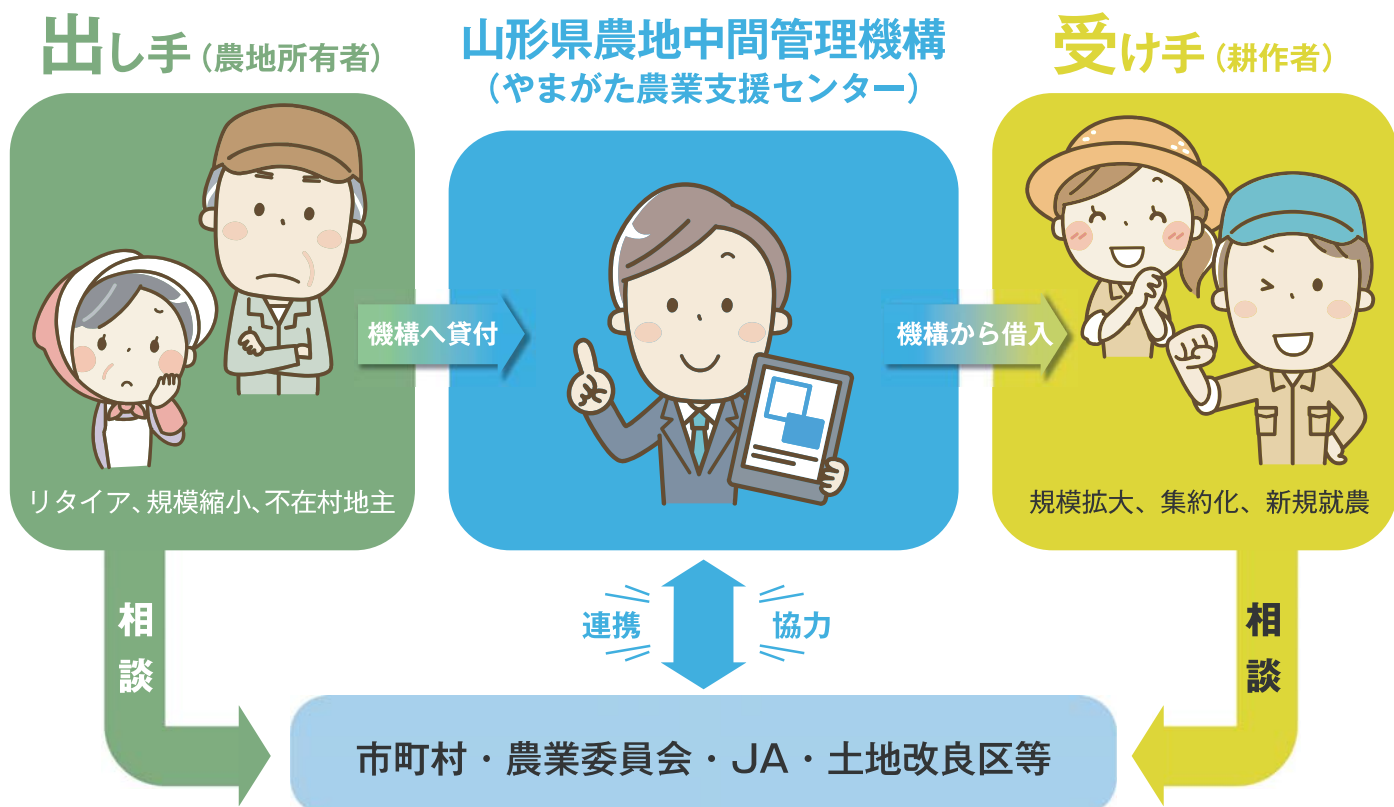 出し手（農地所有者）
山形県農地中間管理機構
（やまがた農業支援センター）
受け手（耕作者）
機構へ貸付
機構から借入
リタイア、規模縮小、不在村地主
規模拡大、集約化、新規就農
相談
連携
協力
相談
市町村・農業委員会・JA・土地改良区等